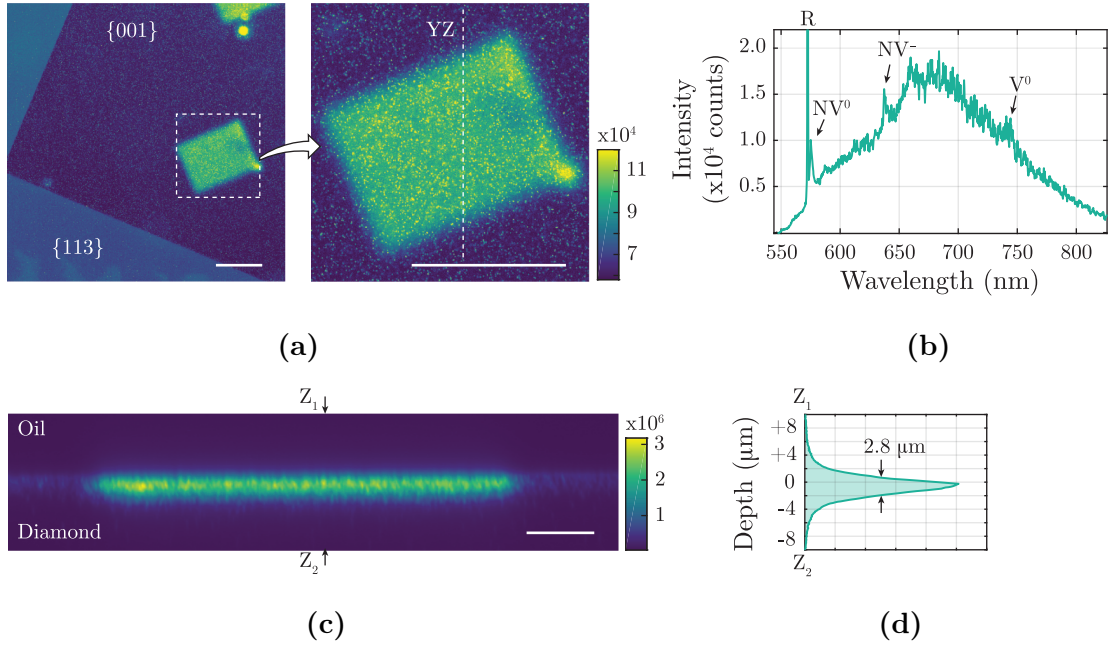 {001}
{113}
YZ
x10⁴
11
10
9
8
7
(a)
R
NV⁰
NV⁻
V⁰
2.0
1.5
1.0
0.5
550 600 650 700 750 800
Wavelength (nm)
Intensity
(x10⁴ counts)
(b)
Z₁
Oil
Diamond
Z₂
x10⁶
3
2
1
(c)
Z₁
+8
+4
0
-4
-8
Depth (μm)
2.8 μm
Z₂
(d)